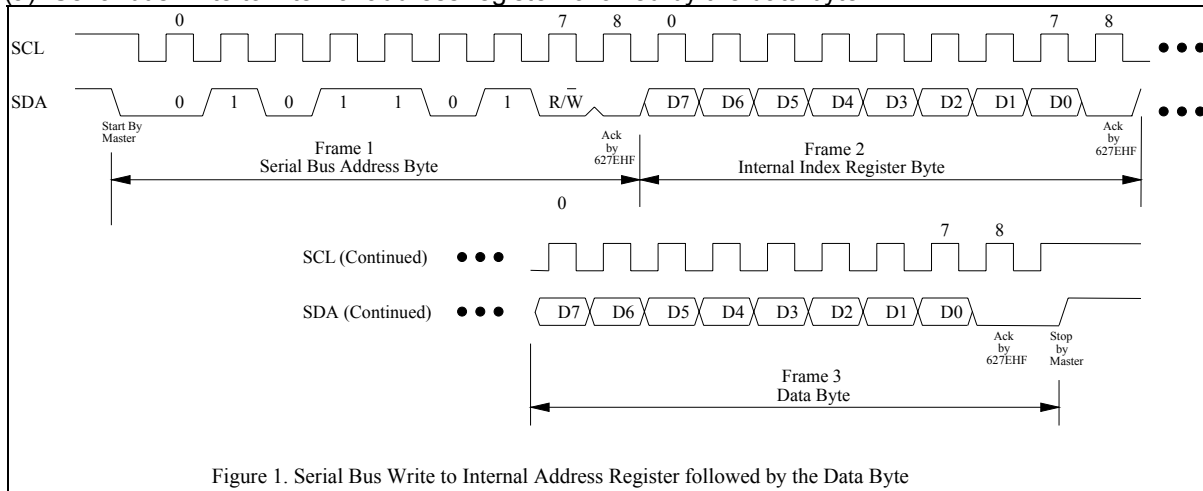 0 7 8 0 7 8
SCL
SDA 0 1 0 1 1 0 1 R/W̅ D7 D6 D5 D4 D3 D2 D1 D0
Start By
Master
Ack
by
627EHF
Ack
by
627EHF
Frame 1
Serial Bus Address Byte
Frame 2
Internal Index Register Byte
0
7 8
SCL (Continued)
SDA (Continued) D7 D6 D5 D4 D3 D2 D1 D0
Ack
by
627EHF
Stop
by
Master
Frame 3
Data Byte
Figure 1. Serial Bus Write to Internal Address Register followed by the Data Byte